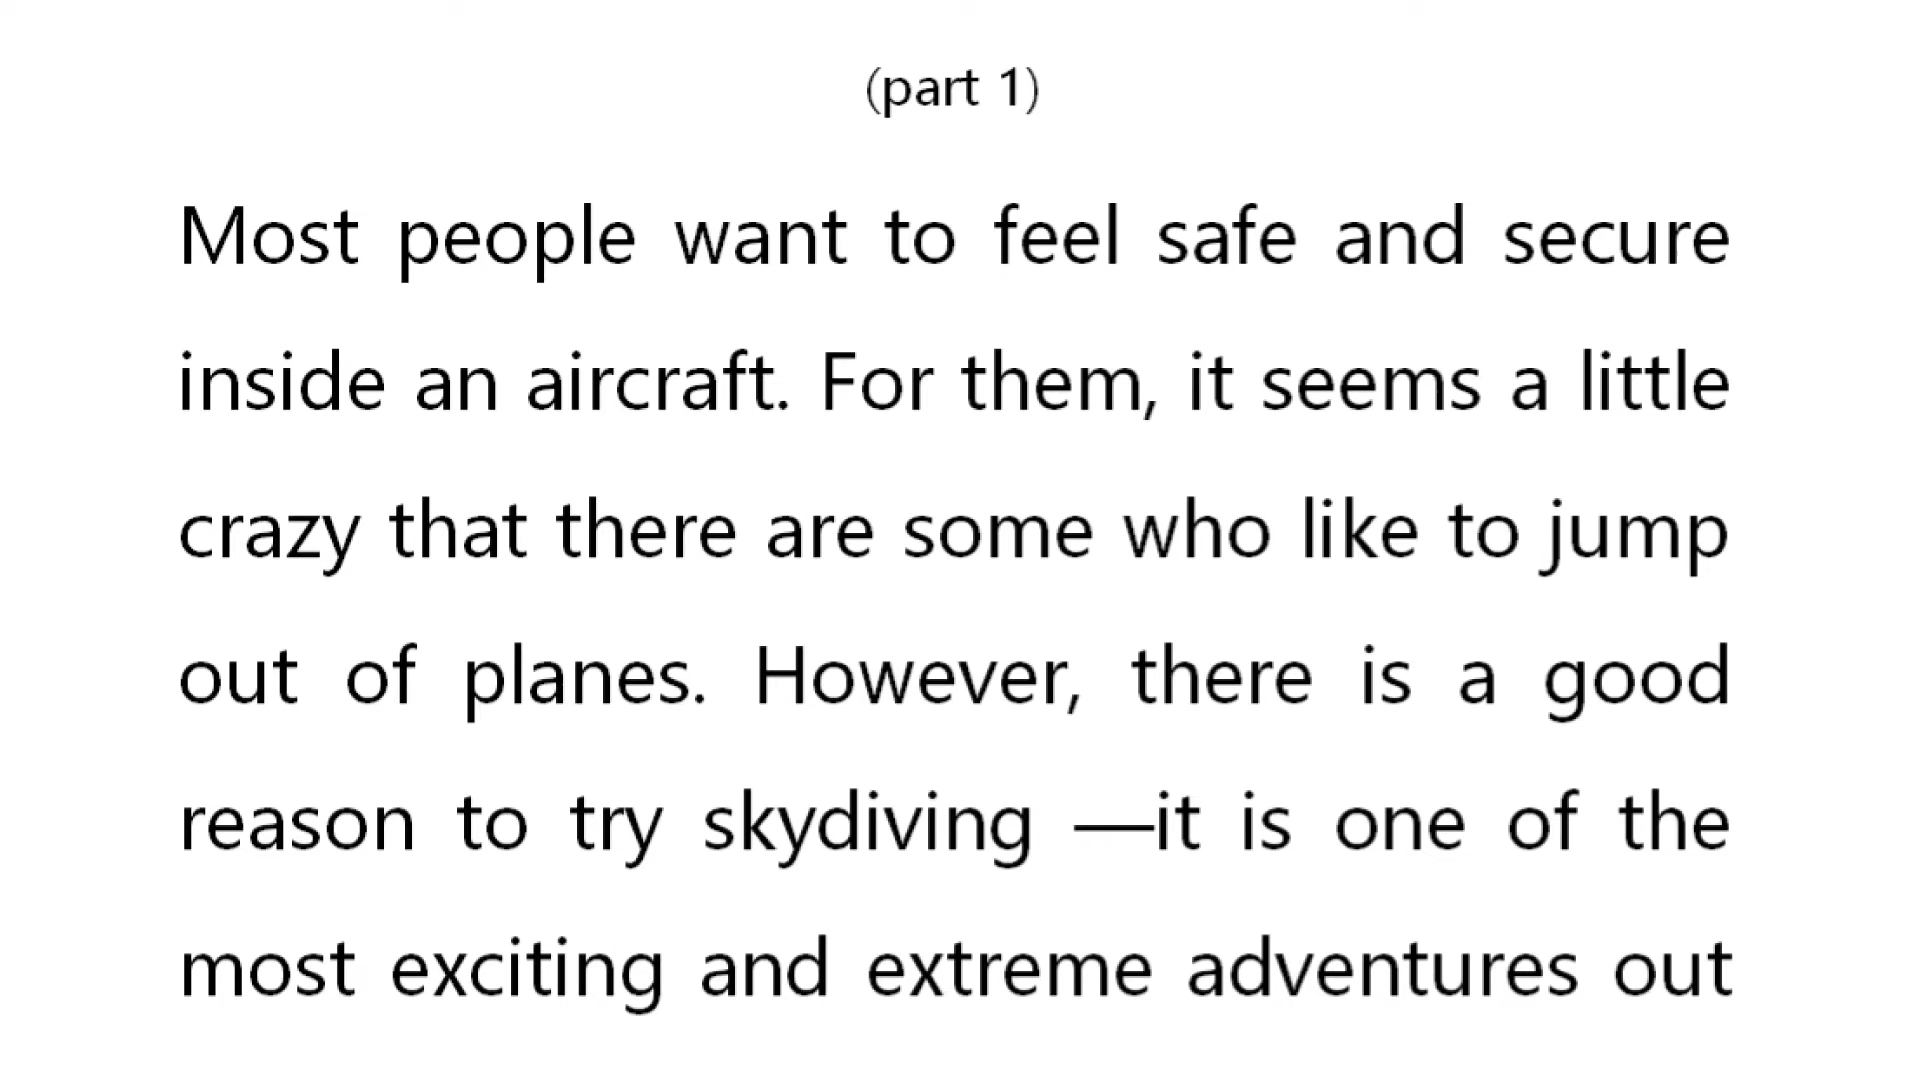 (part 1)
Most people want to feel safe and secure
inside an aircraft. For them, it seems a little
crazy that there are some who like to jump
out of planes. However, there is a good
reason to try skydiving —it is one of the
most exciting and extreme adventures out